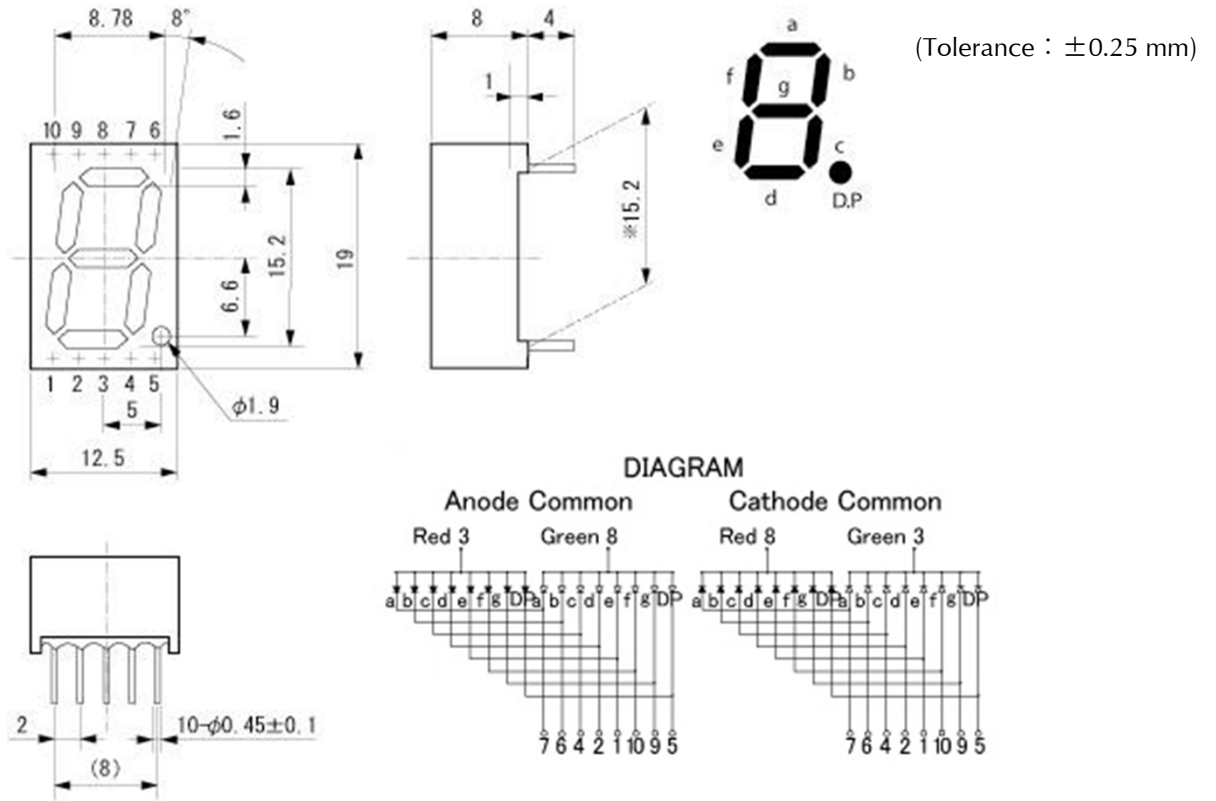 8.78
8°
8
4
(Tolerance : ±0.25 mm)
a
b
f
g
e
c
d
D.P
1
1.6
10 9 8 7 6
15.2
6.6
19
※15.2
1 2 3 4 5
5
φ1.9
12.5
DIAGRAM
Anode Common
Cathode Common
Red 3
Green 8
Red 8
Green 3
a b c d e f g DP a b c d e f g DP
a b c d e f g DP a b c d e f g DP
7 6 4 2 1 10 9 5
7 6 4 2 1 10 9 5
2
10-φ0.45±0.1
(8)